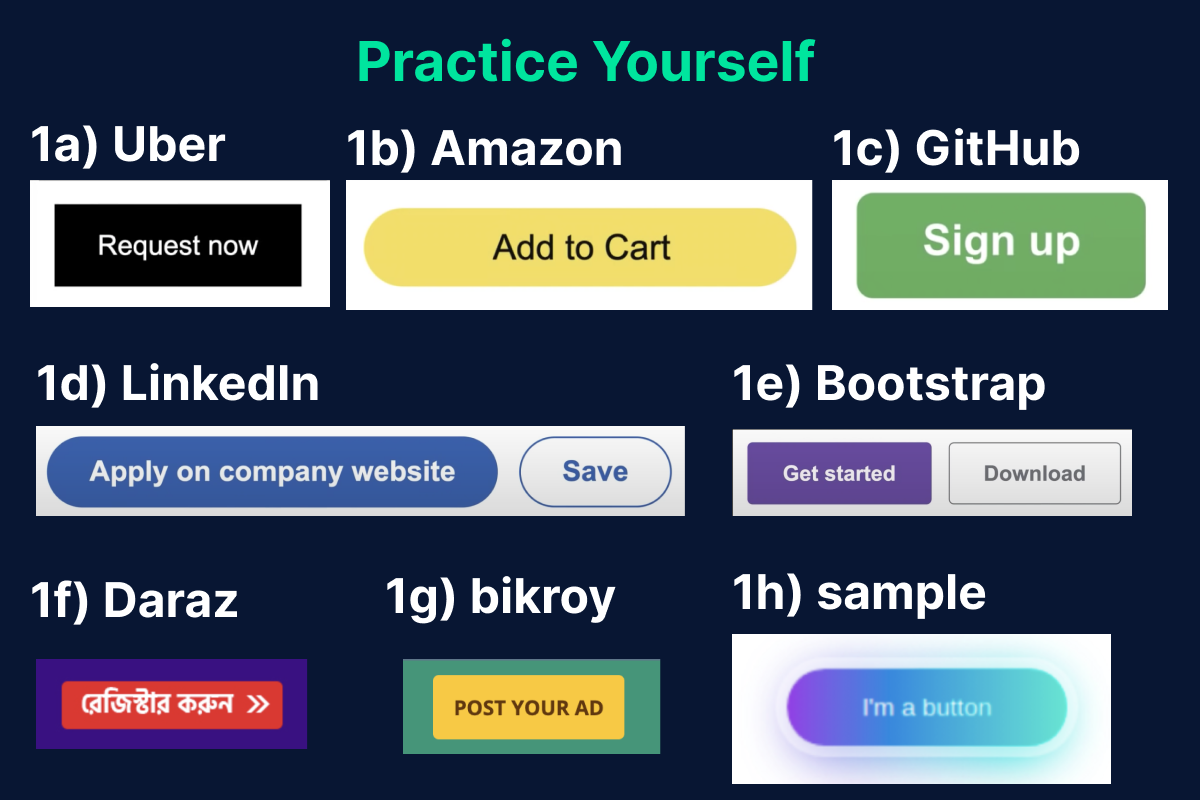 Practice Yourself
1a) Uber
1b) Amazon
1c) GitHub
Request now
Add to Cart
Sign up
1d) LinkedIn
1e) Bootstrap
Apply on company website
Save
Get started
Download
1f) Daraz
1g) bikroy
1h) sample
রেজিস্টার করুন »
POST YOUR AD
I'm a button